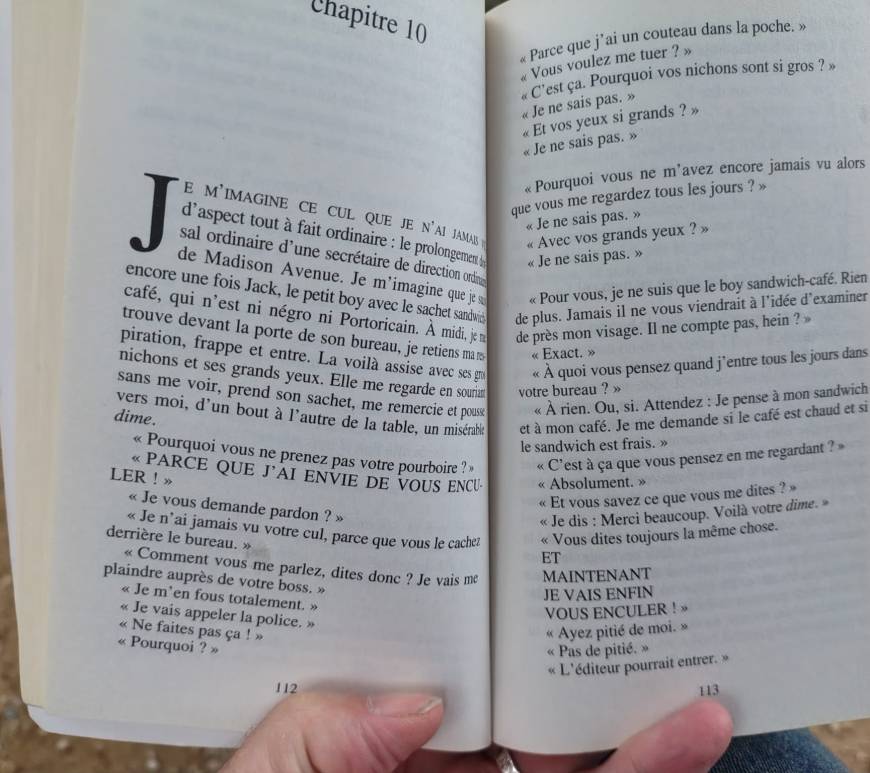 chapitre 10
JE M'IMAGINE CE CUL QUE JE N'AI JAMAIS
d'aspect tout à fait ordinaire : le prolongement
sal ordinaire d'une secrétaire de direction
de Madison Avenue. Je m'imagine que je
encore une fois Jack, le petit boy avec le sachet
café, qui n'est ni négro ni Portoricain. À midi, je
trouve devant la porte de son bureau, je retiens ma
piration, frappe et entre. La voilà assise avec ses
nichons et ses grands yeux. Elle me regarde en
sans me voir, prend son sachet, me remercie et
vers moi, d'un bout à l'autre de la table, un misérable
dime.
« Pourquoi vous ne prenez pas votre pourboire ? »
« PARCE QUE J'AI ENVIE DE VOUS ENCU-
LER ! »
« Je vous demande pardon ? »
« Je n'ai jamais vu votre cul, parce que vous le cachez
derrière le bureau. »
« Comment vous me parlez, dites donc ? Je vais me
plaindre auprès de votre boss. »
« Je m'en fous totalement. »
« Je vais appeler la police. »
« Ne faites pas ça ! »
« Pourquoi ? »
112
« Parce que j'ai un couteau dans la poche. »
« Vous voulez me tuer ? »
« C'est ça. Pourquoi vos nichons sont si gros ? »
« Je ne sais pas. »
« Et vos yeux si grands ? »
« Je ne sais pas. »
« Pourquoi vous ne m'avez encore jamais vu alors
que vous me regardez tous les jours ? »
« Je ne sais pas. »
« Avec vos grands yeux ? »
« Je ne sais pas. »
« Pour vous, je ne suis que le boy sandwich-café. Rien
de plus. Jamais il ne vous viendrait à l'idée d'examiner
de près mon visage. Il ne compte pas, hein ? »
« Exact. »
« À quoi vous pensez quand j'entre tous les jours dans
votre bureau ? »
« À rien. Ou, si. Attendez : Je pense à mon sandwich
et à mon café. Je me demande si le café est chaud et si
le sandwich est frais. »
« C'est à ça que vous pensez en me regardant ? »
« Absolument. »
« Et vous savez ce que vous me dites ? »
« Je dis : Merci beaucoup. Voilà votre dime. »
« Vous dites toujours la même chose.
ET
MAINTENANT
JE VAIS ENFIN
VOUS ENCULER ! »
« Ayez pitié de moi. »
« Pas de pitié. »
« L'éditeur pourrait entrer. »
113